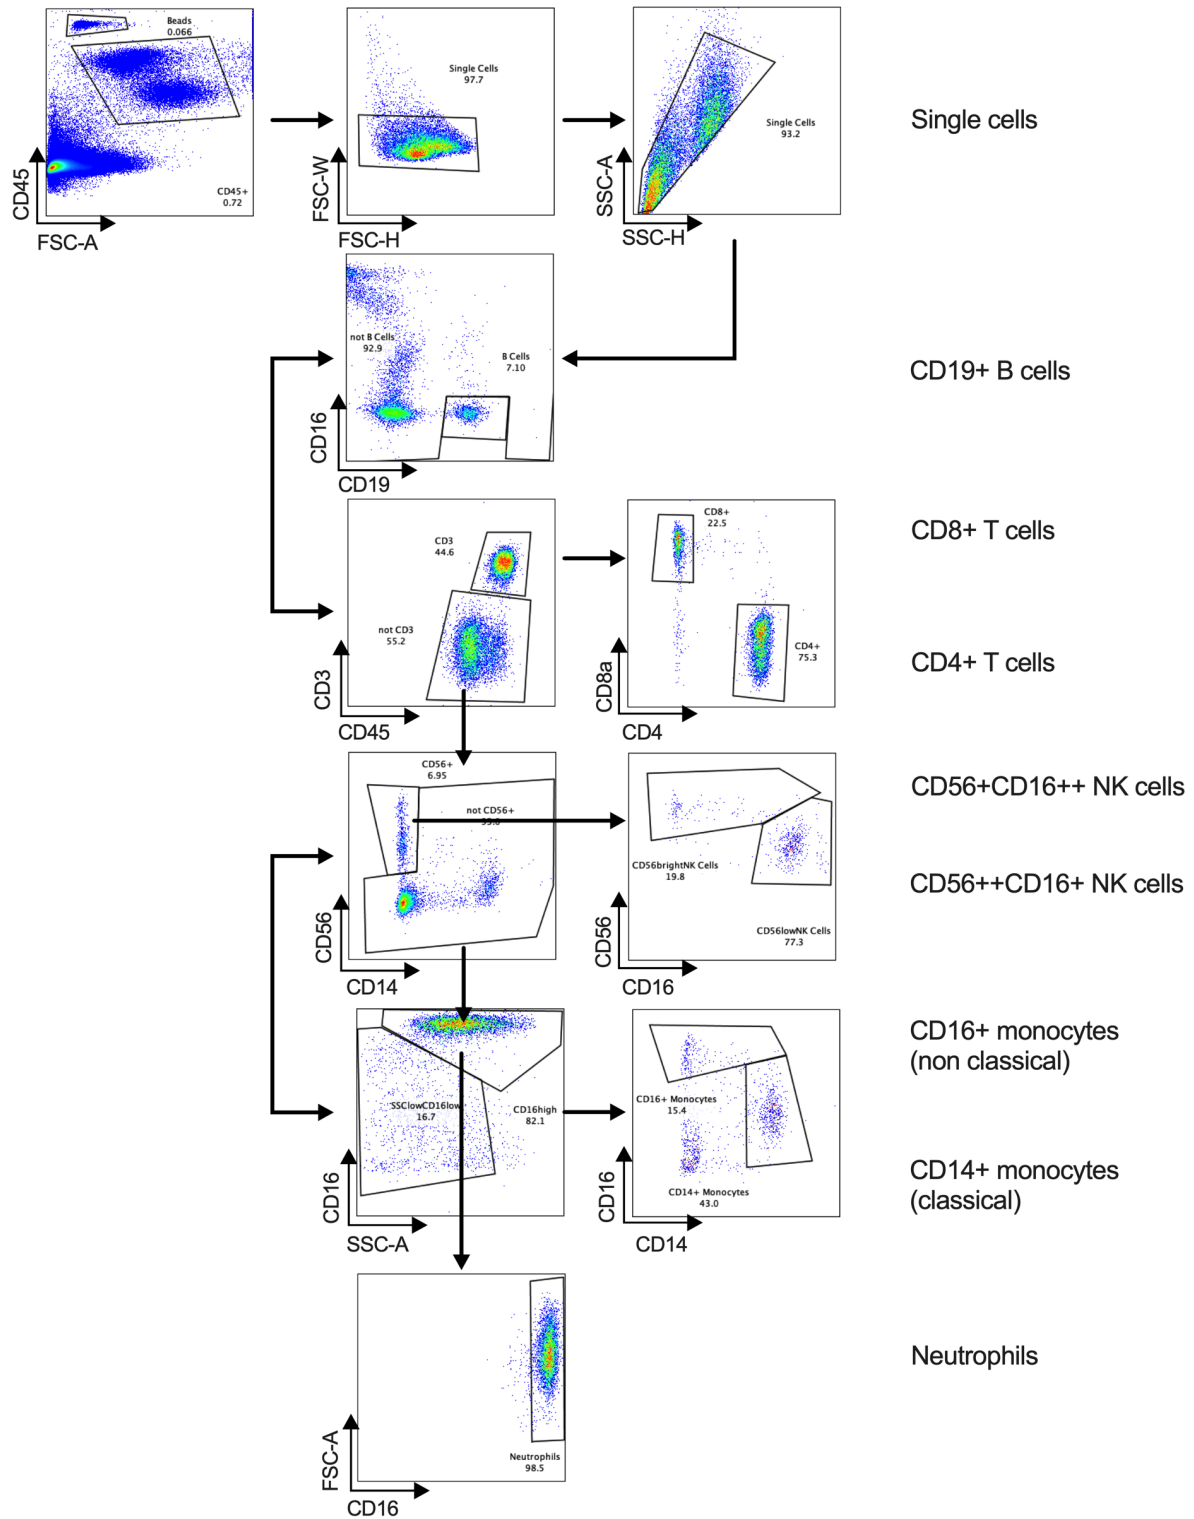 Beads
0.066
CD45+
0.72
CD45
FSC-A
Single Cells
97.7
FSC-W
FSC-H
Single Cells
93.2
SSC-A
SSC-H
Single cells
not B Cells
92.9
B Cells
7.10
CD16
CD19
CD19+ B cells
CD3
44.6
not CD3
55.2
CD3
CD45
CD8+
22.5
CD4+
75.3
CD8a
CD4
CD8+ T cells
CD4+ T cells
CD56+
6.95
not CD56+
CD56
CD14
CD56brightNK Cells
19.8
CD56lowNK Cells
77.3
CD56
CD16
CD56+CD16++ NK cells
CD56++CD16+ NK cells
SSClowCD16low
16.7
CD16high
82.1
CD16
SSC-A
CD16+ Monocytes
15.4
CD14+ Monocytes
43.0
CD16
CD14
CD16+ monocytes
(non classical)
CD14+ monocytes
(classical)
Neutrophils
98.5
FSC-A
CD16
Neutrophils